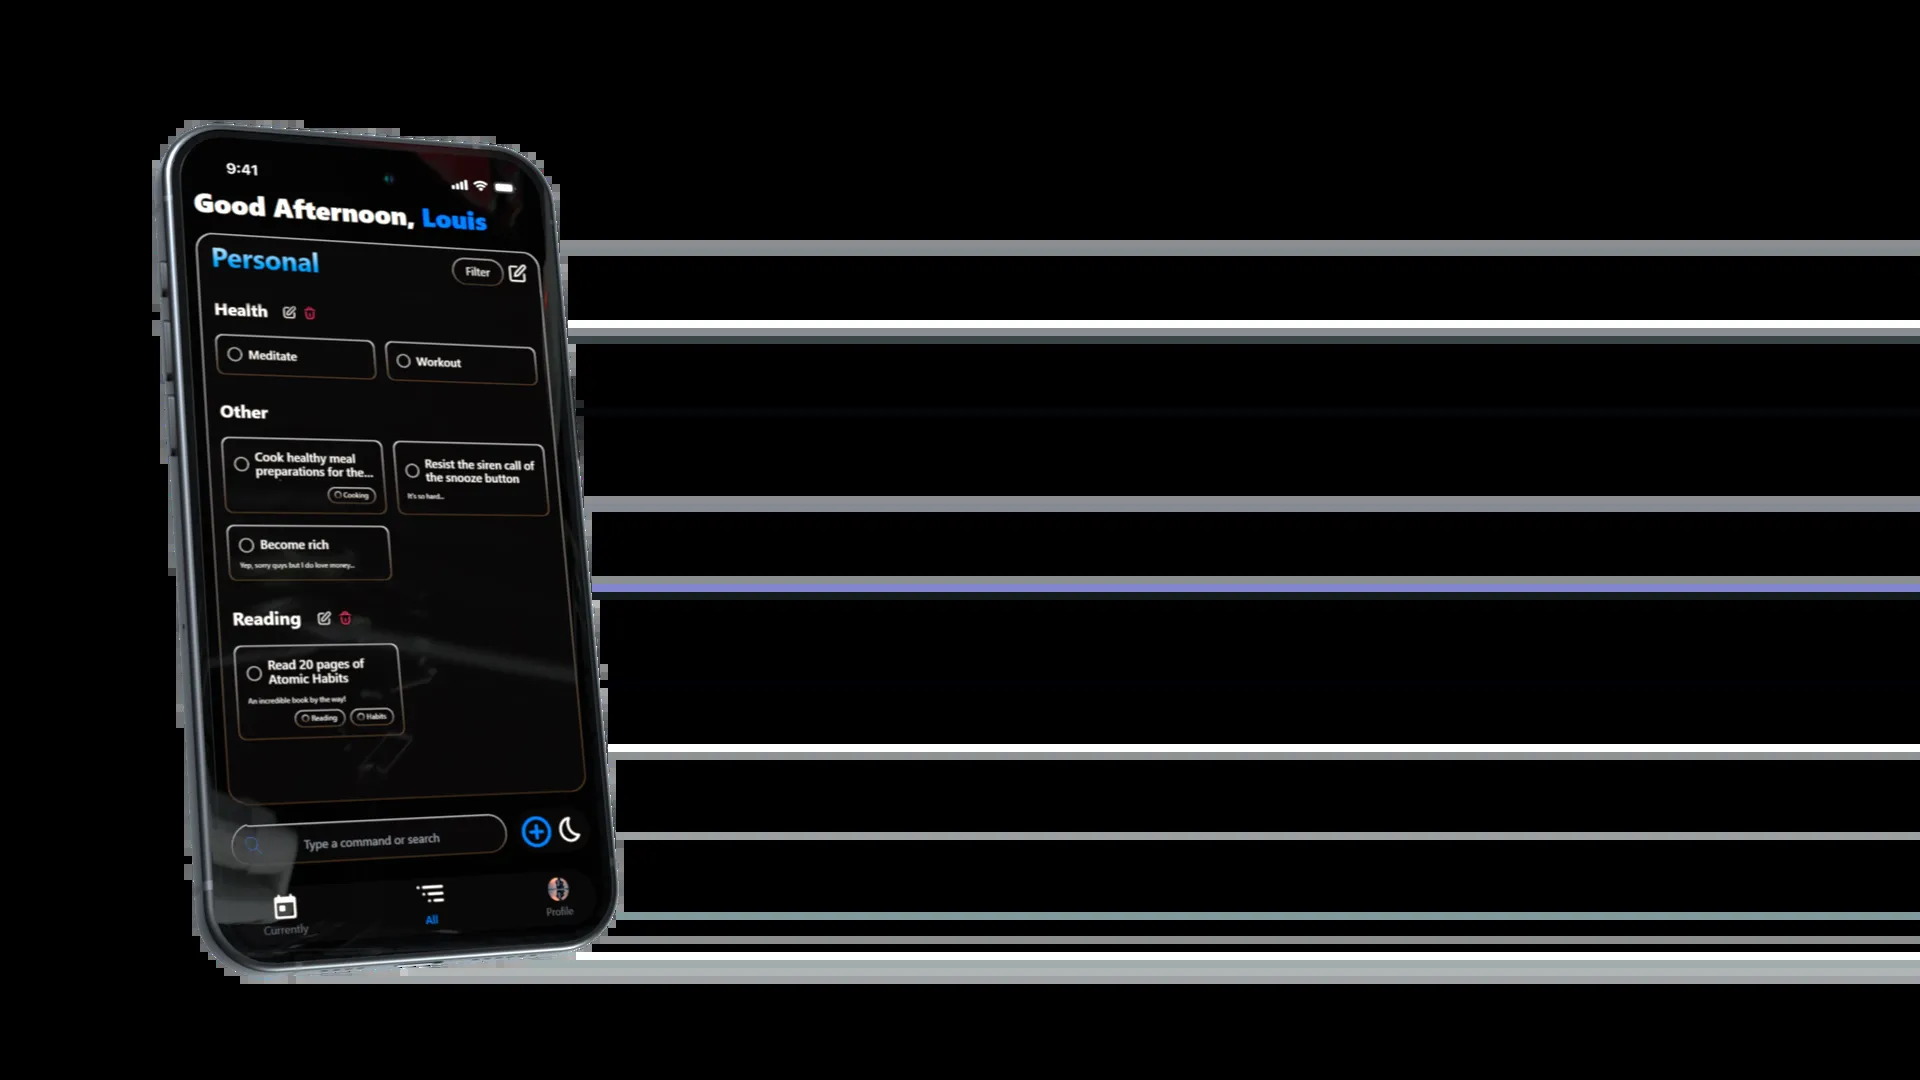 9:41
Good Afternoon, Louis
Personal
Filter
Health
Meditate
Workout
Other
Cook healthy meal
preparations for the...
Cooking
Resist the siren call of
the snooze button
It's so hard...
Become rich
Yep, sorry guys but I do love money...
Reading
Read 20 pages of
Atomic Habits
An incredible book by the way!
Reading
Habits
Type a command or search
Currently
All
Profile